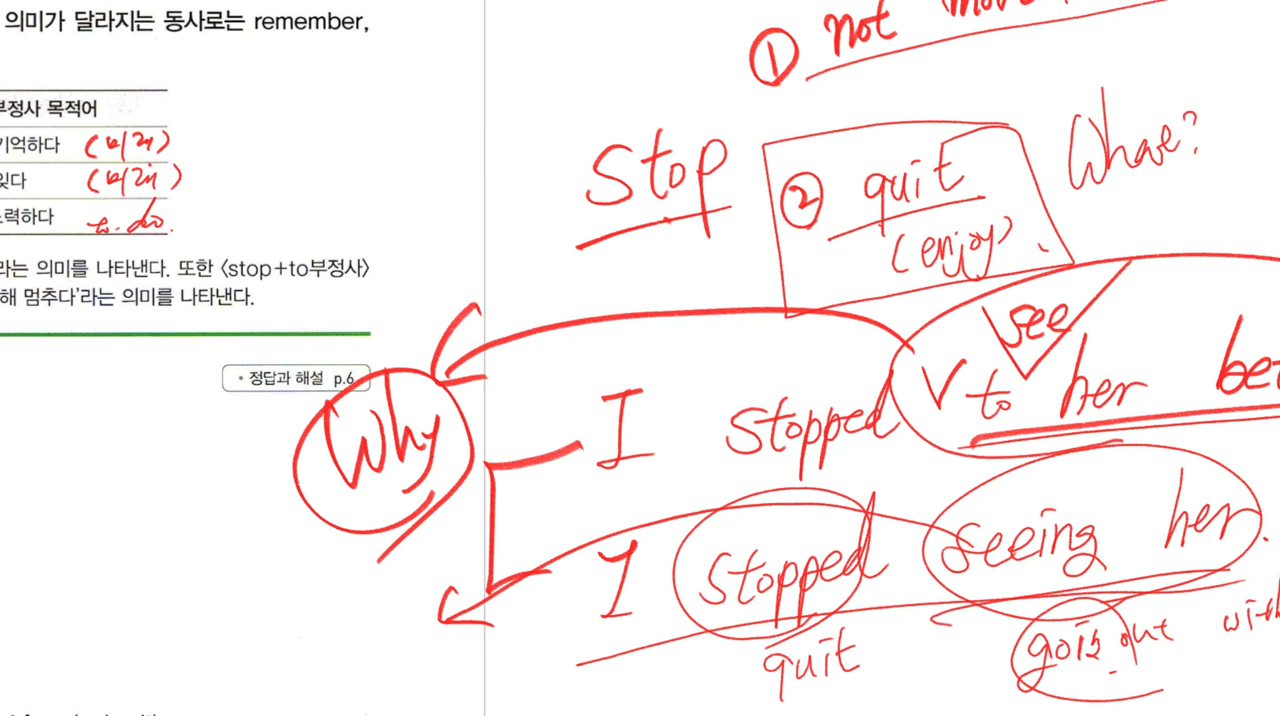 의미가 달라지는 동사로는 remember,
부정사 목적어
기억하다 (미래)
잊다 (미래)
노력하다 to. do.
라는 의미를 나타낸다. 또한 〈stop+to부정사〉
해 멈추다'라는 의미를 나타낸다.
• 정답과 해설 p.6
① not move
Stop
② quit
(enjoy)
What?
Why
see
I stopped to her
I stopped seeing her.
quit
going out with